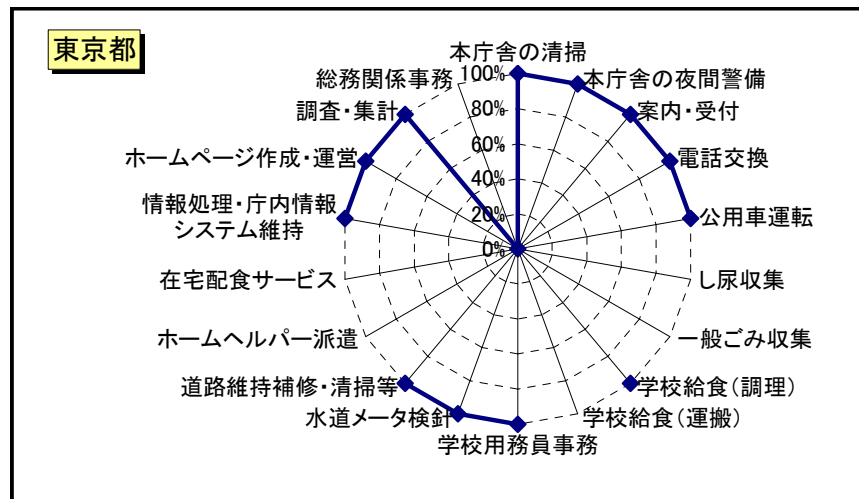 東京都
本庁舎の清掃
本庁舎の夜間警備
案内・受付
電話交換
公用車運転
し尿収集
一般ごみ収集
学校給食（調理）
学校給食（運搬）
学校用務員事務
水道メータ検針
道路維持補修・清掃等
ホームヘルパー派遣
在宅配食サービス
情報処理・庁内情報
システム維持
ホームページ作成・運営
調査・集計
総務関係事務
100%
80%
60%
40%
20%
0%